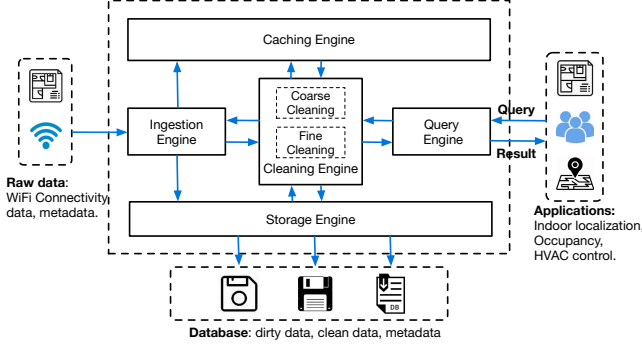 Caching Engine
Coarse
Cleaning
Ingestion
Engine
Fine
Cleaning
Cleaning Engine
Query
Engine
Query
Result
Raw data:
WiFi Connectivity
data, metadata.
Storage Engine
Applications:
Indoor localization,
Occupancy,
HVAC control.
DB
Database: dirty data, clean data, metadata